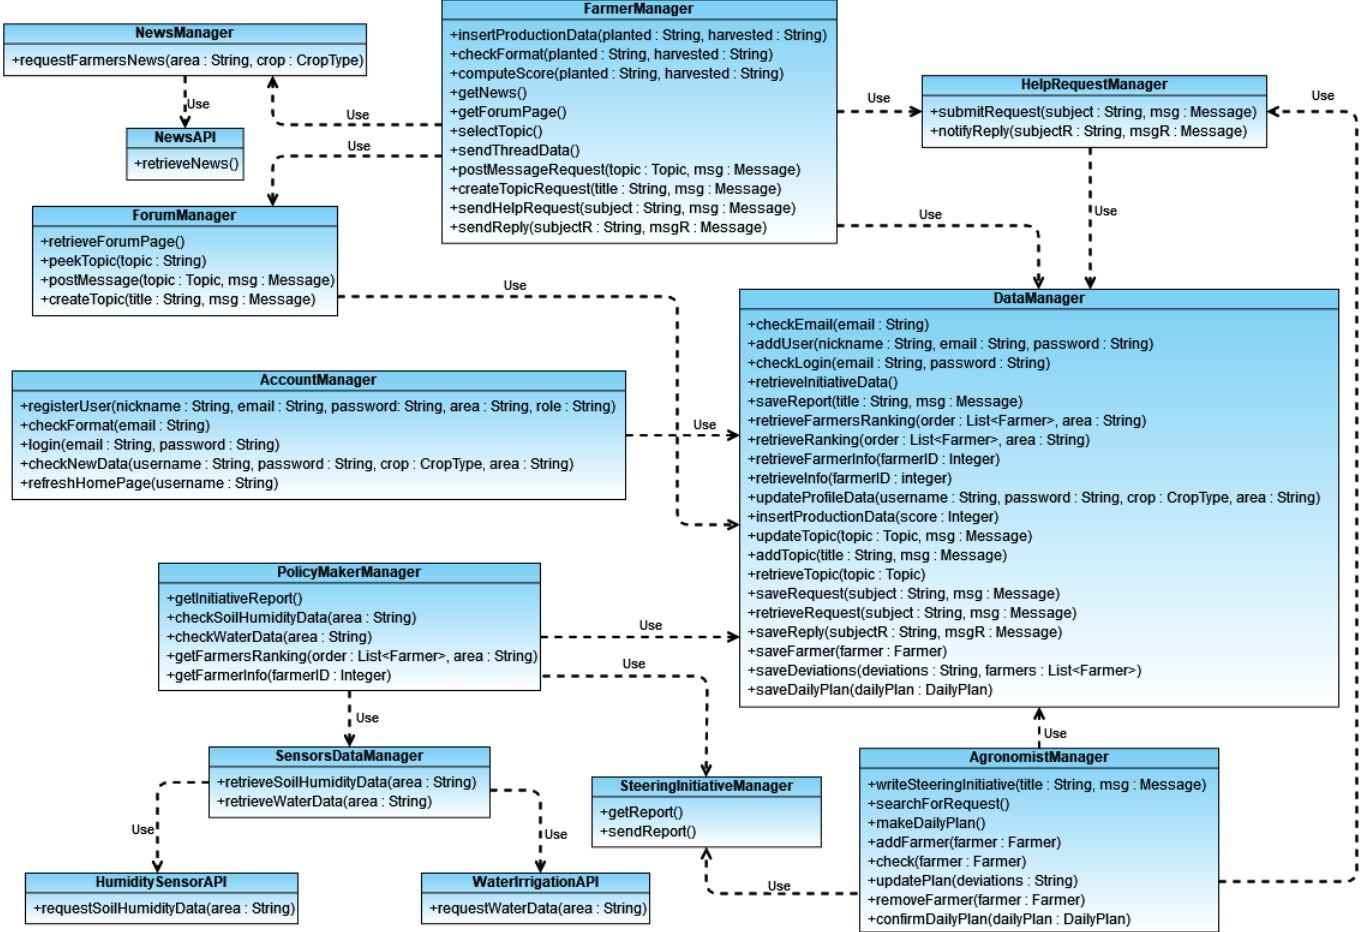 NewsManager
+requestFarmersNews(area : String, crop : CropType)
Use
NewsAPI
+retrieveNews()
FarmerManager
+insertProductionData(planted : String, harvested : String)
+checkFormat(planted : String, harvested : String)
+computeScore(planted : String, harvested : String)
+getNews()
+getForumPage()
+selectTopic()
+sendThreadData()
+postMessageRequest(topic : Topic, msg : Message)
+createTopicRequest(title : String, msg : Message)
+sendHelpRequest(subject : String, msg : Message)
+sendReply(subjectR : String, msgR : Message)
Use
Use
Use
Use
HelpRequestManager
+submitRequest(subject : String, msg : Message)
+notifyReply(subjectR : String, msgR : Message)
Use
Use
ForumManager
+retrieveForumPage()
+peekTopic(topic : String)
+postMessage(topic : Topic, msg : Message)
+createTopic(title : String, msg : Message)
Use
DataManager
+checkEmail(email : String)
+addUser(nickname : String, email : String, password : String)
+checkLogin(email : String, password : String)
+retrieveInitiativeData()
+saveReport(title : String, msg : Message)
+retrieveFarmersRanking(order : List<Farmer>, area : String)
+retrieveRanking(order : List<Farmer>, area : String)
+retrieveFarmerInfo(farmerID : Integer)
+retrieveInfo(farmerID : integer)
+updateProfileData(username : String, password : String, crop : CropType, area : String)
+insertProductionData(score : Integer)
+updateTopic(topic : Topic, msg : Message)
+addTopic(title : String, msg : Message)
+retrieveTopic(topic : Topic)
+saveRequest(subject : String, msg : Message)
+retrieveRequest(subject : String, msg : Message)
+saveReply(subjectR : String, msgR : Message)
+saveFarmer(farmer : Farmer)
+saveDeviations(deviations : String, farmers : List<Farmer>)
+saveDailyPlan(dailyPlan : DailyPlan)
AccountManager
+registerUser(nickname : String, email : String, password: String, area : String, role : String)
+checkFormat(email : String)
+login(email : String, password : String)
+checkNewData(username : String, password : String, crop : CropType, area : String)
+refreshHomePage(username : String)
Use
PolicyMakerManager
+getInitiativeReport()
+checkSoilHumidityData(area : String)
+checkWaterData(area : String)
+getFarmersRanking(order : List<Farmer>, area : String)
+getFarmerInfo(farmerID : Integer)
Use
Use
Use
SensorsDataManager
+retrieveSoilHumidityData(area : String)
+retrieveWaterData(area : String)
Use
Use
HumiditySensorAPI
+requestSoilHumidityData(area : String)
WaterIrrigationAPI
+requestWaterData(area : String)
SteeringInitiativeManager
+getReport()
+sendReport()
Use
Use
AgronomistManager
+writeSteeringInitiative(title : String, msg : Message)
+searchForRequest()
+makeDailyPlan()
+addFarmer(farmer : Farmer)
+check(farmer : Farmer)
+updatePlan(deviations : String)
+removeFarmer(farmer : Farmer)
+confirmDailyPlan(dailyPlan : DailyPlan)